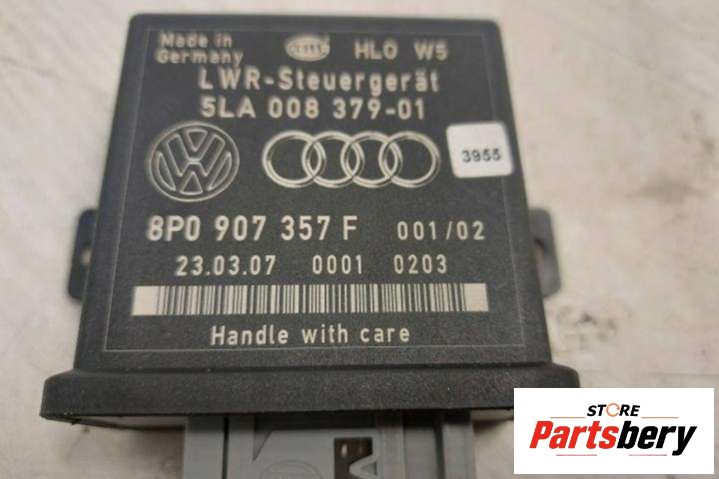 Made in
Germany
HELLA
HLO W5
LWR-Steuergerät
5LA 008 379-01
3955
8P0 907 357 F 001/02
23.03.07 0001 0203
Handle with care
STORE
Partsbery